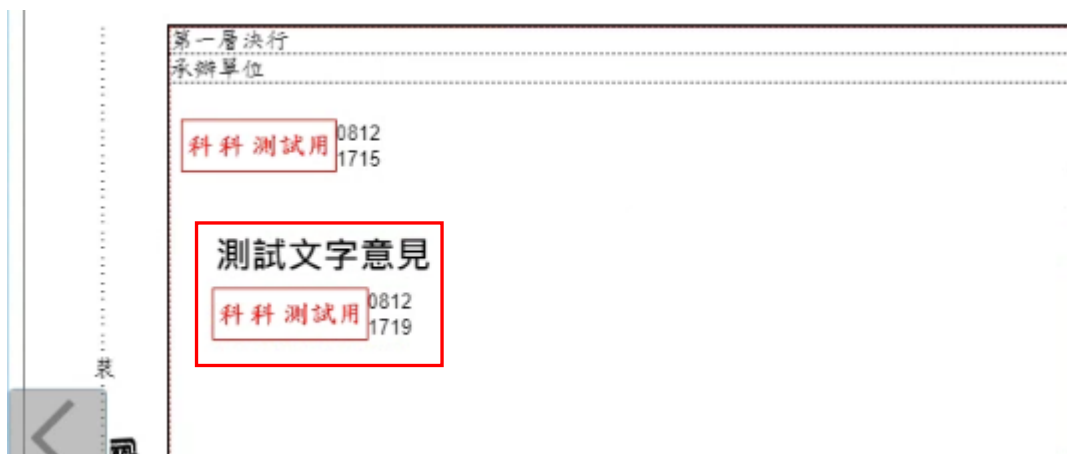 第一層決行
承辦單位
科科 測試用 0812
1715
測試文字意見
科科 測試用 0812
1719
裝